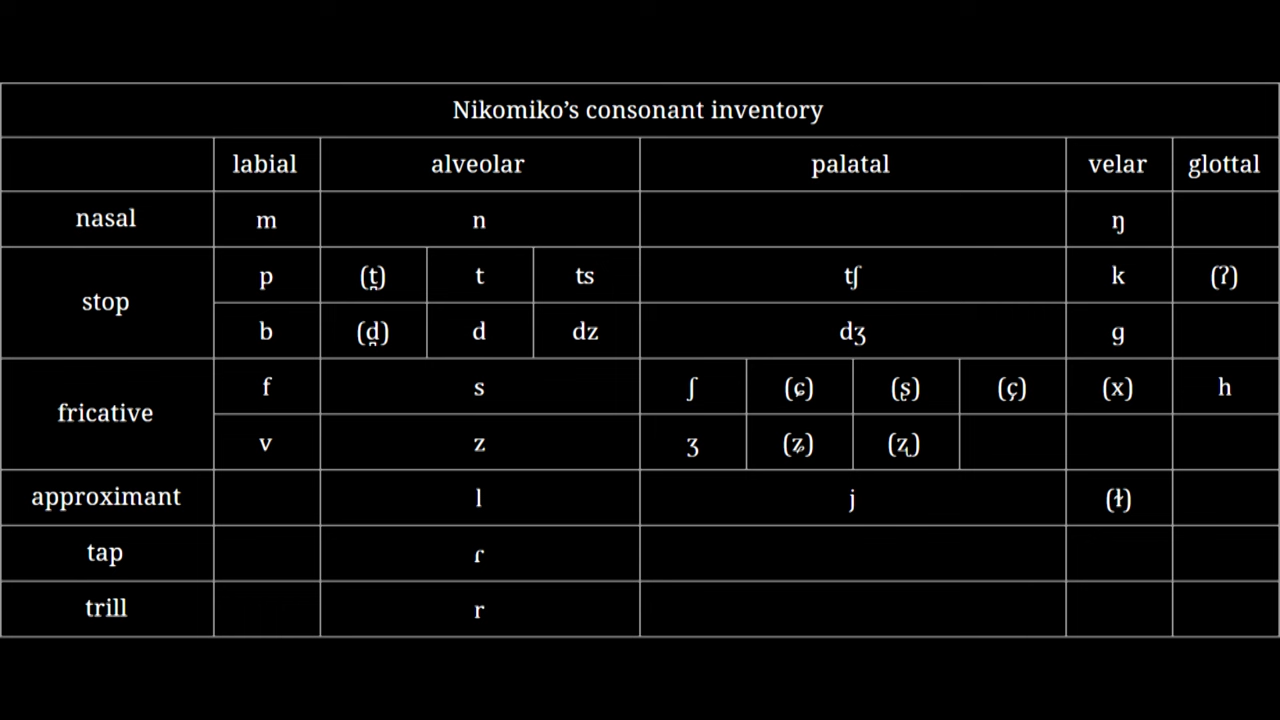 Nikomiko’s consonant inventory
labial alveolar palatal velar glottal
nasal m n ŋ
stop p (t̪) t ts tʃ k (ʔ)
b (d̪) d dz dʒ g
fricative f s ʃ (ɕ) (ʂ) (ç) (x) h
v z ʒ (ʑ) (ʐ)
approximant l j (ɫ)
tap ɾ
trill r